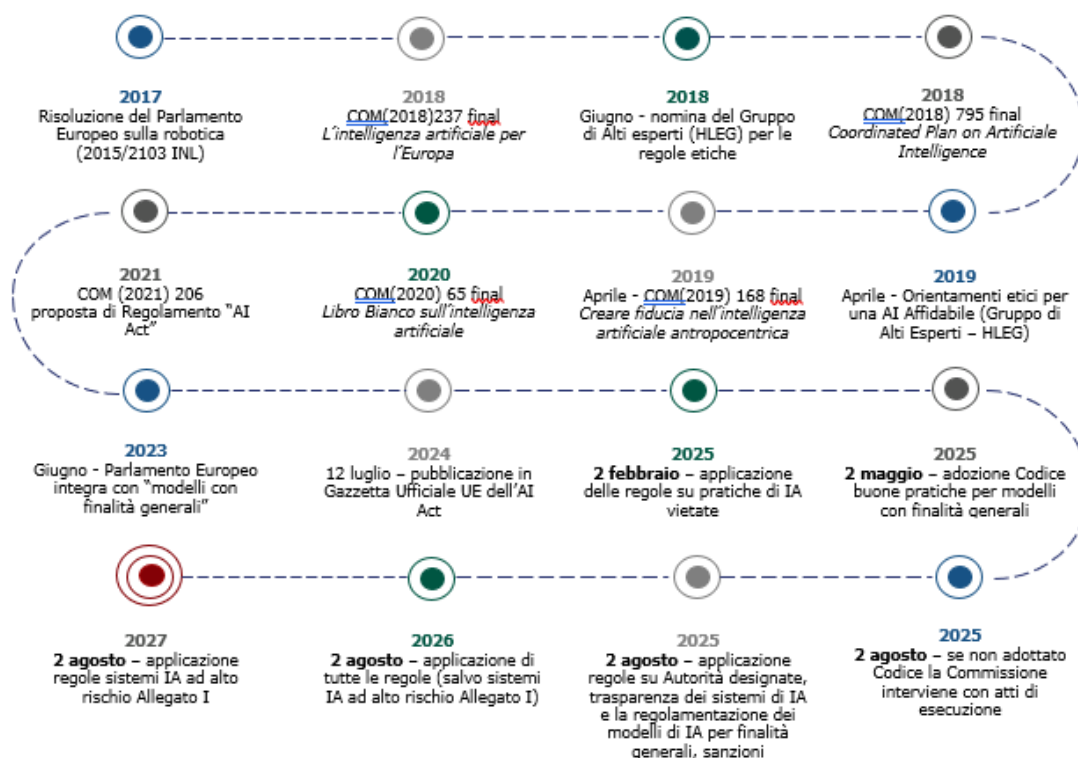 2017
Risoluzione del Parlamento
Europeo sulla robotica
(2015/2103 INL)
2018
COM(2018)237 final
L'intelligenza artificiale per
l'Europa
2018
Giugno - nomina del Gruppo
di Alti esperti (HLEG) per le
regole etiche
2018
COM(2018) 795 final
Coordinated Plan on Artificiale
Intelligence
2019
Aprile - Orientamenti etici per
una AI Affidabile (Gruppo di
Alti Esperti – HLEG)
2019
Aprile - COM(2019) 168 final
Creare fiducia nell'intelligenza
artificiale antropocentrica
2020
COM(2020) 65 final
Libro Bianco sull'intelligenza
artificiale
2021
COM (2021) 206
proposta di Regolamento "AI
Act"
2023
Giugno - Parlamento Europeo
integra con "modelli con
finalità generali"
2024
12 luglio – pubblicazione in
Gazzetta Ufficiale UE dell'AI
Act
2025
2 febbraio – applicazione
delle regole su pratiche di IA
vietate
2025
2 maggio – adozione Codice
buone pratiche per modelli
con finalità generali
2025
2 agosto – se non adottato
Codice la Commissione
interviene con atti di
esecuzione
2025
2 agosto – applicazione
regole su Autorità designate,
trasparenza dei sistemi di IA
e la regolamentazione dei
modelli di IA per finalità
generali, sanzioni
2026
2 agosto – applicazione di
tutte le regole (salvo sistemi
IA ad alto rischio Allegato I)
2027
2 agosto – applicazione
regole sistemi IA ad alto
rischio Allegato I